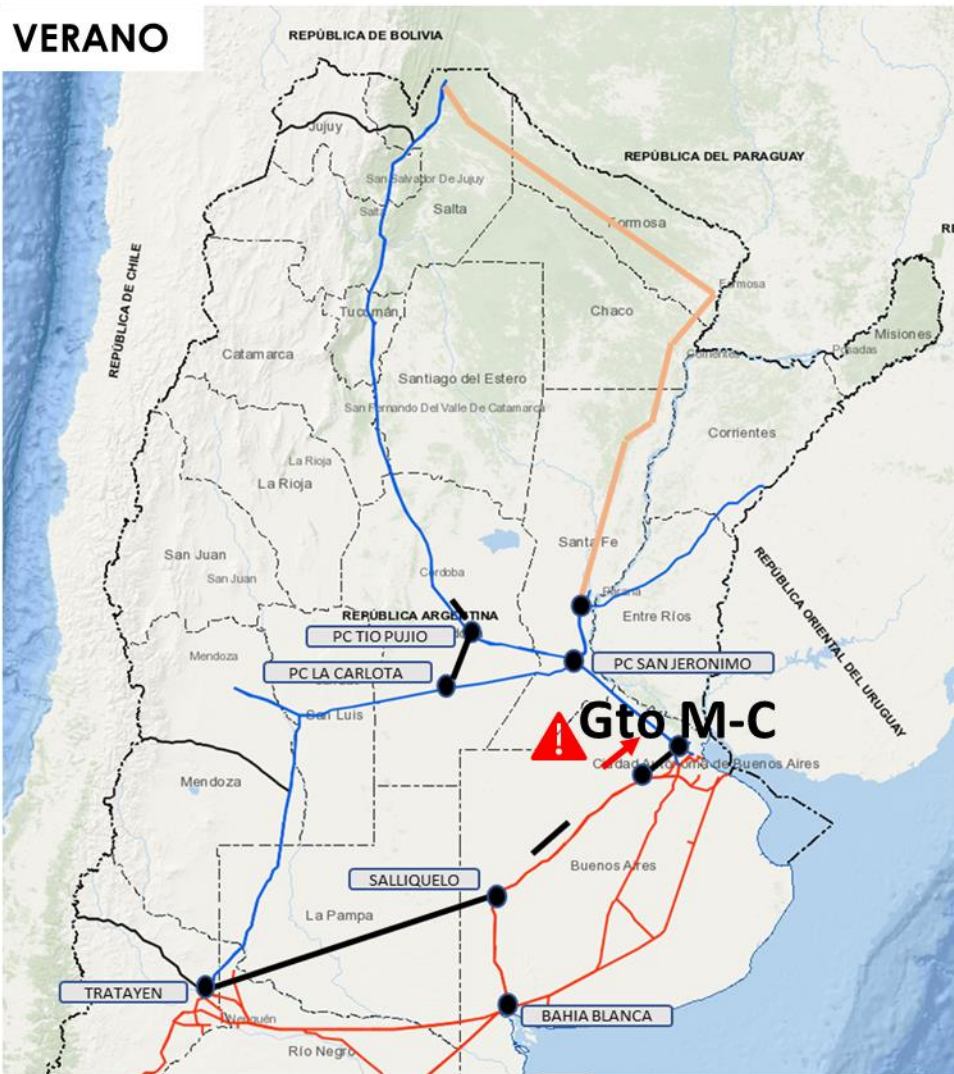 VERANO
REPÚBLICA DE BOLIVIA
Jujuy
REPÚBLICA DEL PARAGUAY
San Salvador De Jujuy
Salta
Salta
Formosa
RE
REPÚBLICA DE CHILE
Formosa
Tucumán
Chaco
Misiones
Corrientes
Posadas
Catamarca
Santiago del Estero
San Fernando Del Valle De Catamarca
Corrientes
La Rioja
La Rioja
San Juan
Santa Fe
San Juan
Córdoba
Paraná
REPÚBLICA ARGENTINA
Entre Ríos
REPÚBLICA ORIENTAL DEL URUGUAY
PC TIO PUJIO
Mendoza
PC LA CARLOTA
PC SAN JERONIMO
San Luis
Gto M-C
Ciudad Autónoma de Buenos Aires
Mendoza
Buenos Aires
SALLIQUELO
La Pampa
TRATAYEN
Neuquén
BAHIA BLANCA
Río Negro